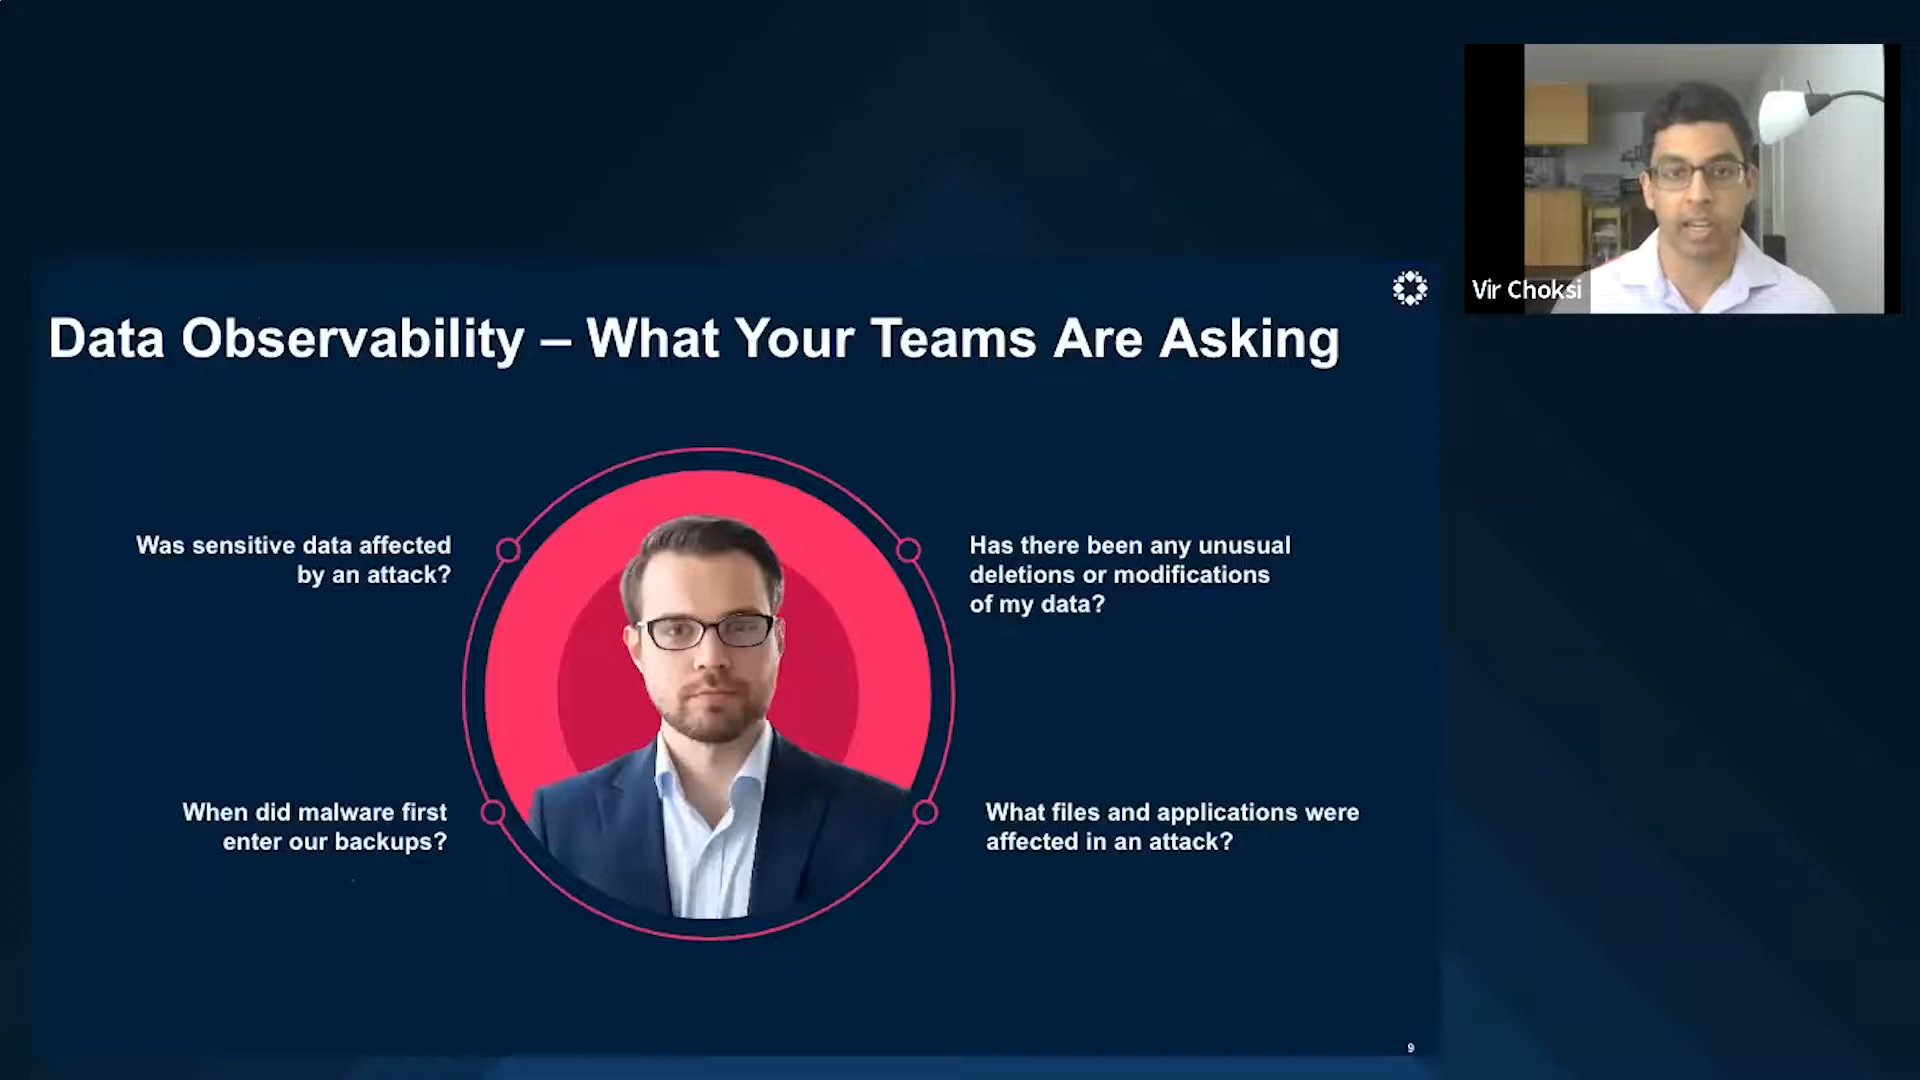 Vir Choksi
Data Observability – What Your Teams Are Asking
Was sensitive data affected
by an attack?
Has there been any unusual
deletions or modifications
of my data?
When did malware first
enter our backups?
What files and applications were
affected in an attack?
9